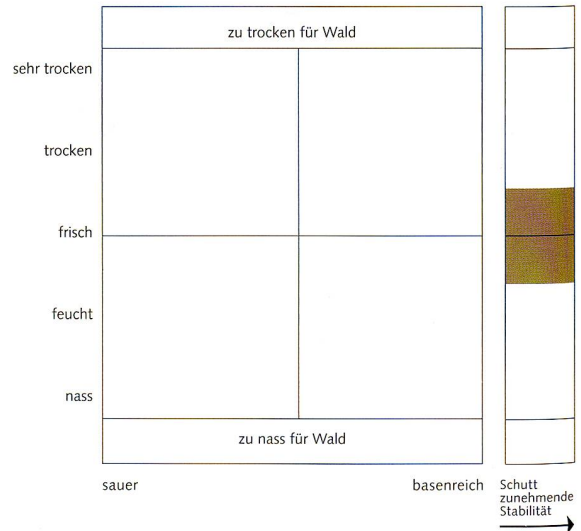 zu trocken für Wald
sehr trocken
trocken
frisch
feucht
nass
zu nass für Wald
sauer
basenreich
Schutt
zunehmende
Stabilität